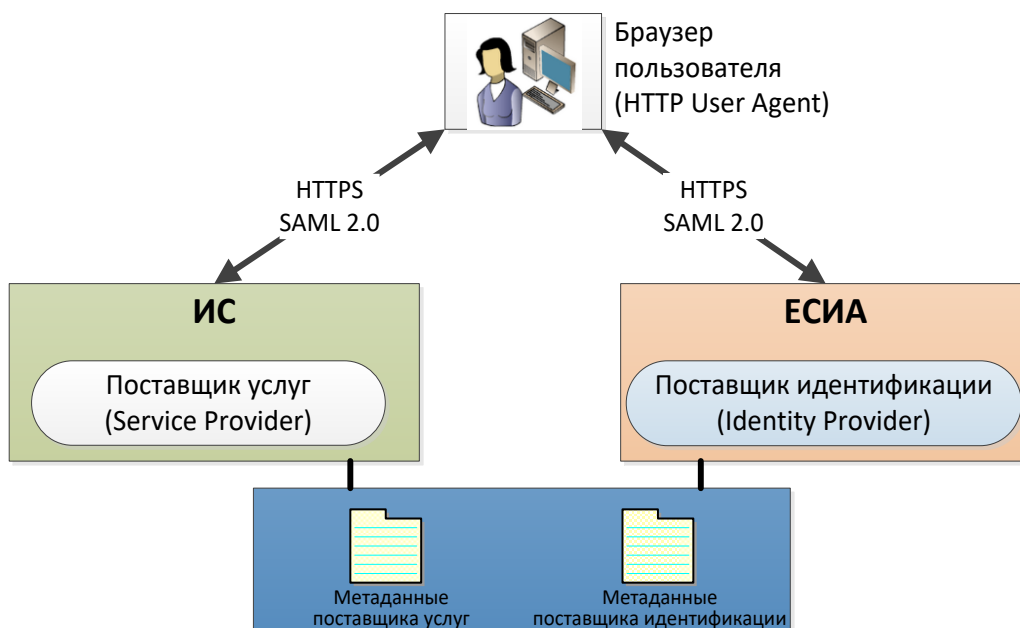 Браузер
пользователя
(HTTP User Agent)
HTTPS
SAML 2.0
HTTPS
SAML 2.0
ИС
Поставщик услуг
(Service Provider)
ЕСИА
Поставщик идентификации
(Identity Provider)
Метаданные
поставщика услуг
Метаданные
поставщика идентификации